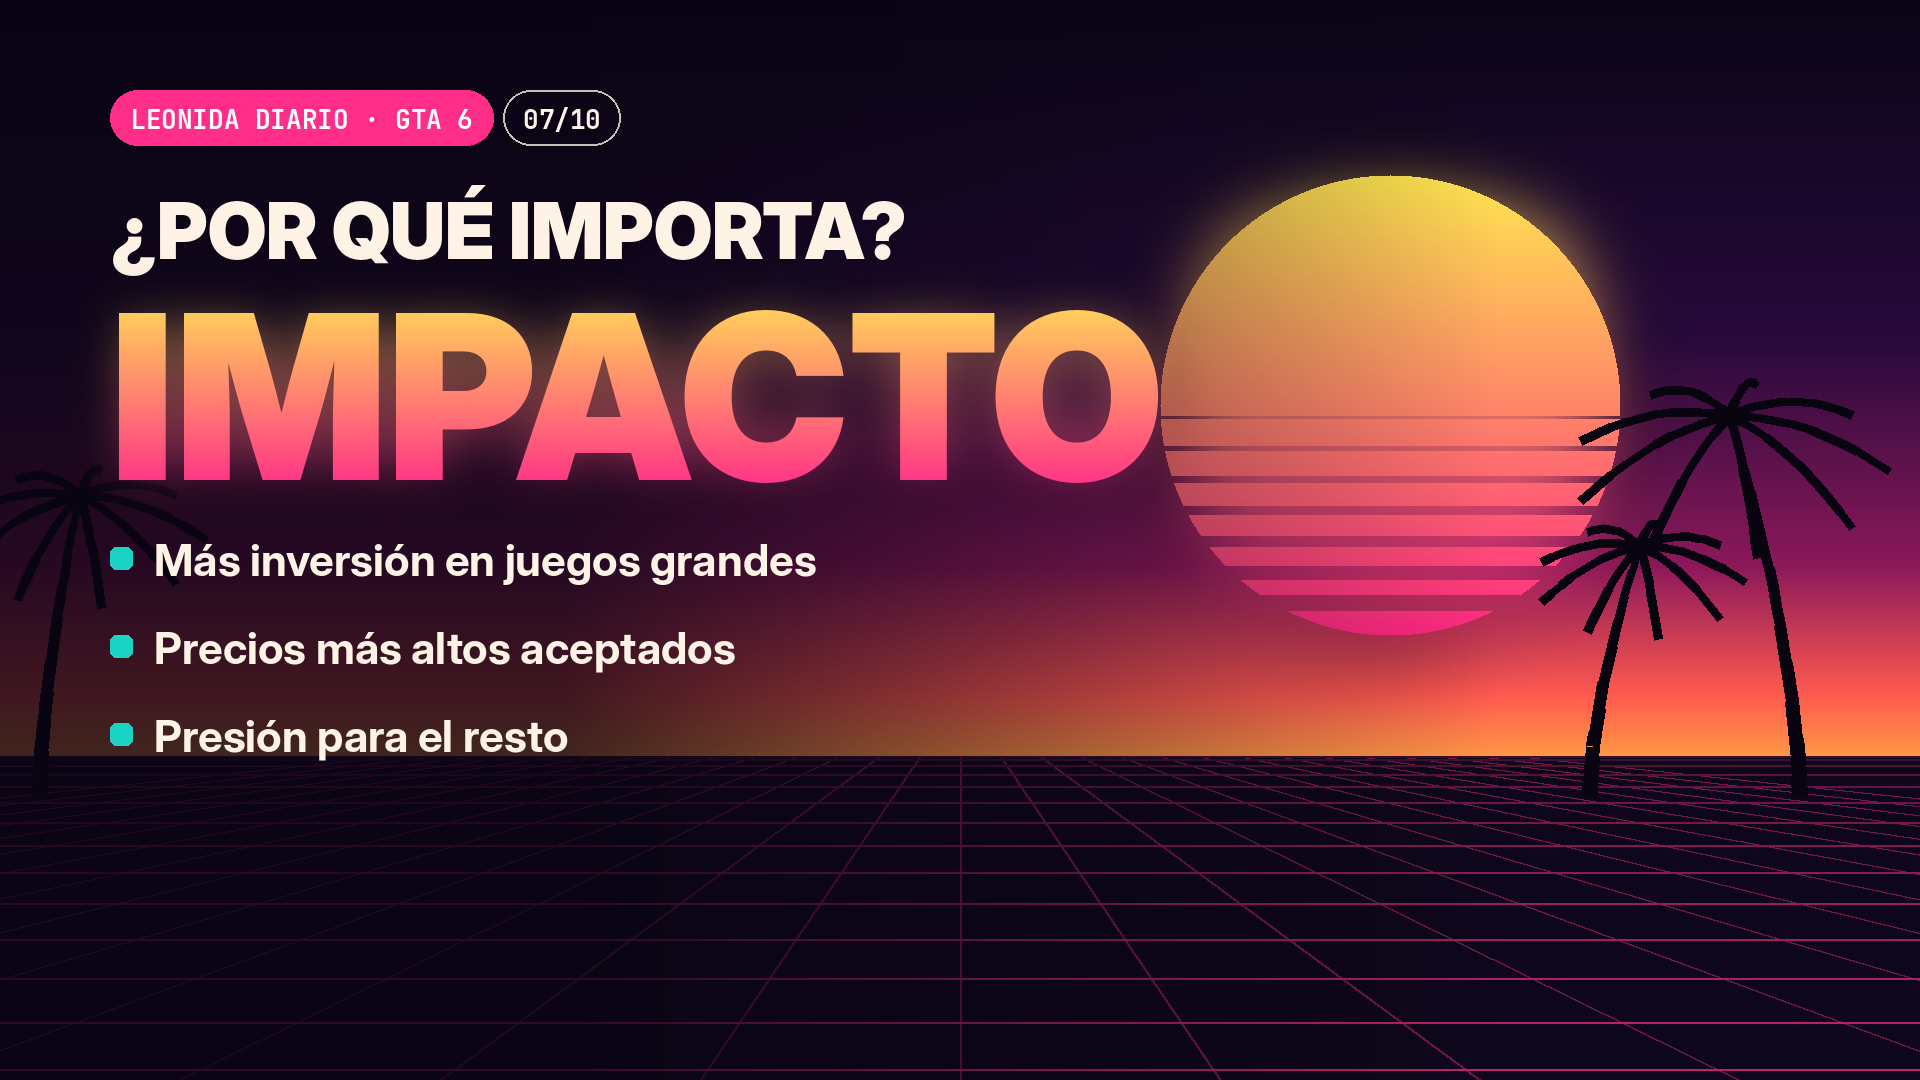 LEONIDA DIARIO · GTA 6
07/10
¿POR QUÉ IMPORTA?
IMPACTO
Más inversión en juegos grandes
Precios más altos aceptados
Presión para el resto